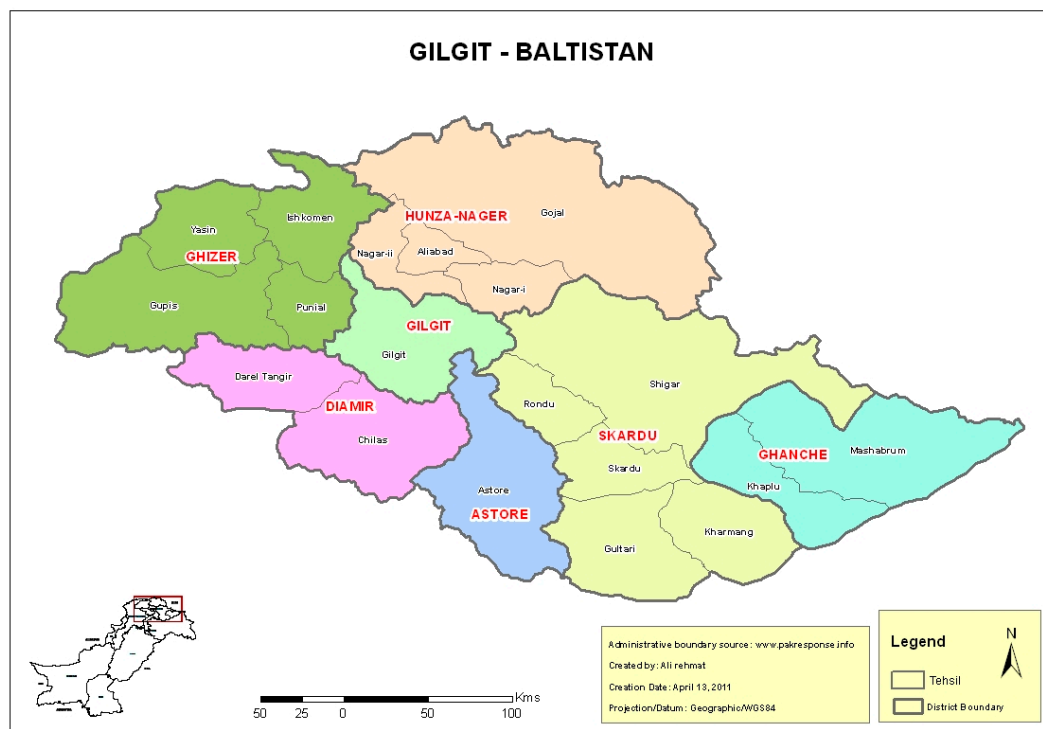 GILGIT - BALTISTAN
HUNZA-NAGER
Gojal
Ishkomen
Yasin
GHIZER
Nagar-ii
Aliabad
Nagar-i
Gupis
Punial
GILGIT
Gilgit
Darel Tangir
DIAMIR
Chilas
Shigar
Rondu
SKARDU
Skardu
GHANCHE
Mashabrum
Khaplu
Astore
ASTORE
Kharmang
Gultari
Administrative boundary source: www.pakresponse.info
Created by: Ali rehmat
Creation Date: April 13, 2011
Projection/Datum: Geographic/WGS84
Legend
N
Tehsil
District Boundary
Kms
50 25 0 50 100